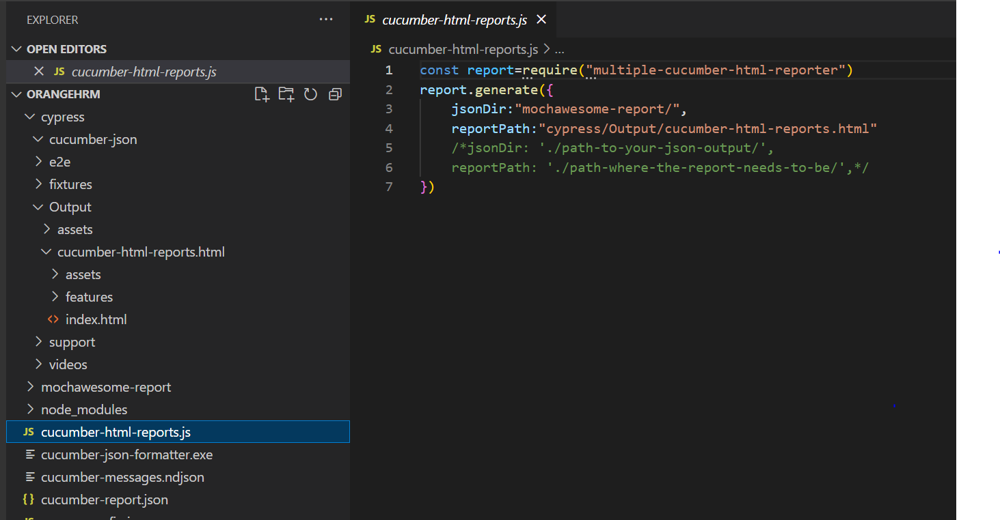 EXPLORER
...
OPEN EDITORS
JS cucumber-html-reports.js
ORANGEHRM
cypress
cucumber-json
e2e
fixtures
Output
assets
cucumber-html-reports.html
assets
features
index.html
support
videos
mochawesome-report
node_modules
JS cucumber-html-reports.js
cucumber-json-formatter.exe
cucumber-messages.ndjson
{} cucumber-report.json
JS cucumber-html-reports.js
JS cucumber-html-reports.js > ...
1 const report=require("multiple-cucumber-html-reporter")
2 report.generate({
3 jsonDir:"mochawesome-report/",
4 reportPath:"cypress/Output/cucumber-html-reports.html"
5 /*jsonDir: './path-to-your-json-output/',
6 reportPath: './path-where-the-report-needs-to-be/',*/
7 })